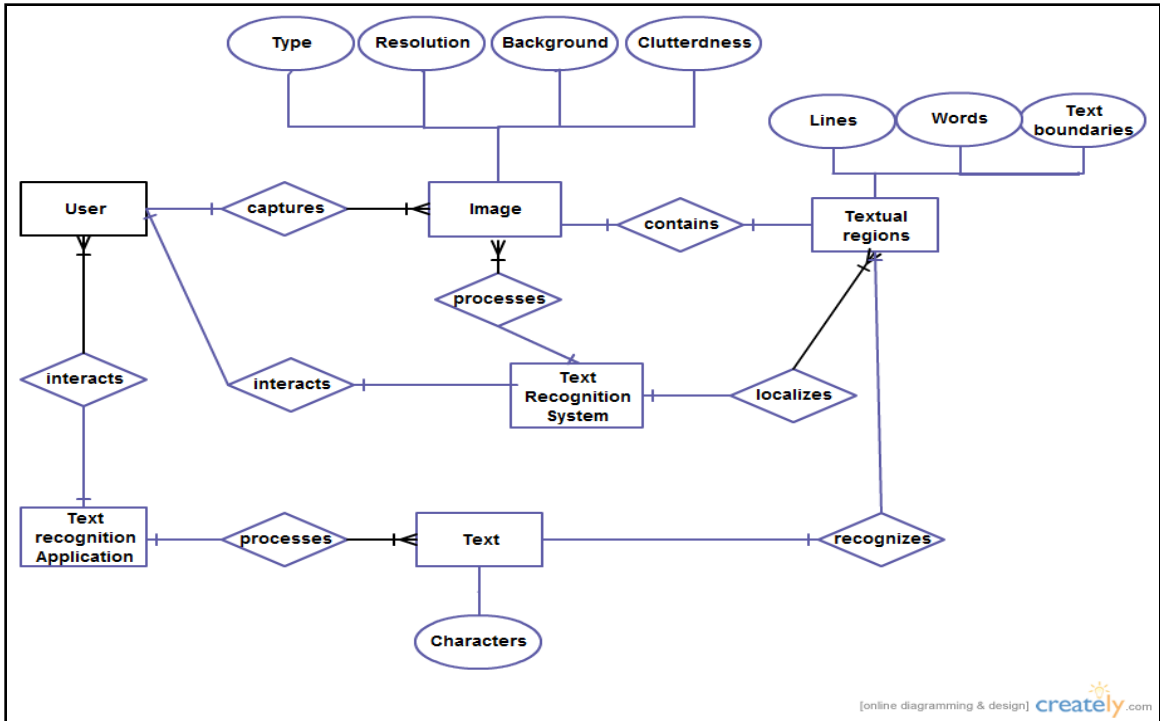 Type
Resolution
Background
Clutterdness
Lines
Words
Text
boundaries
User
captures
Image
contains
Textual
regions
processes
interacts
interacts
Text
Recognition
System
localizes
Text
recognition
Application
processes
Text
recognizes
Characters
[online diagramming & design] creately.com